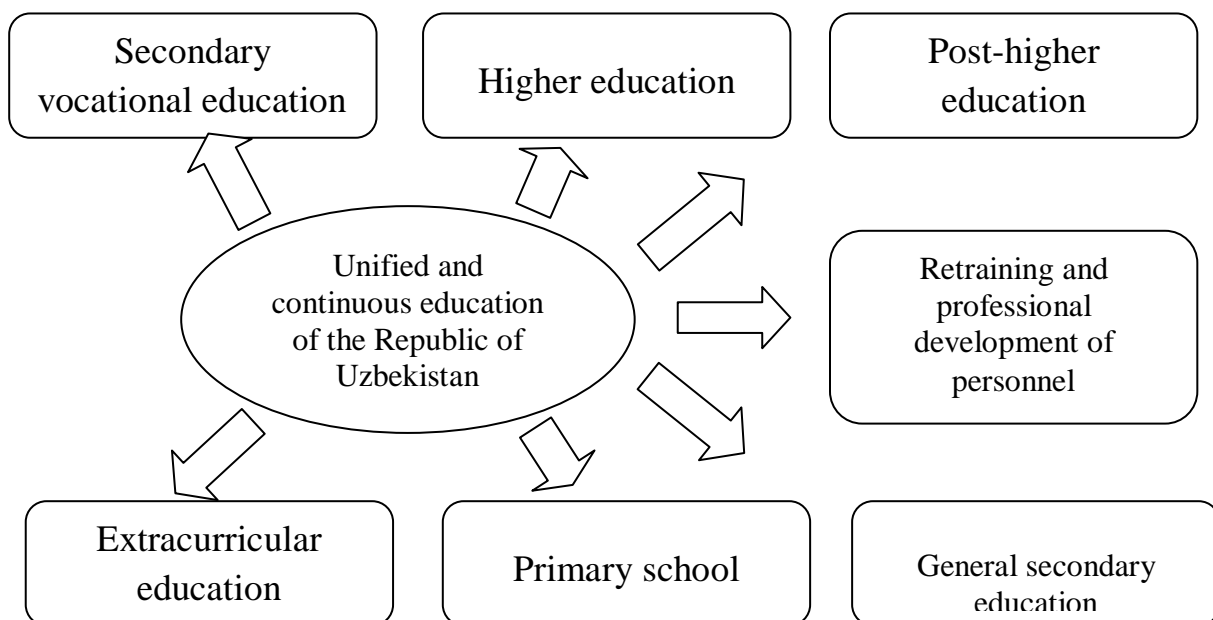 Secondary
vocational education
Higher education
Post-higher
education
Unified and
continuous education
of the Republic of
Uzbekistan
Retraining and
professional
development of
personnel
Extracurricular
education
Primary school
General secondary
education